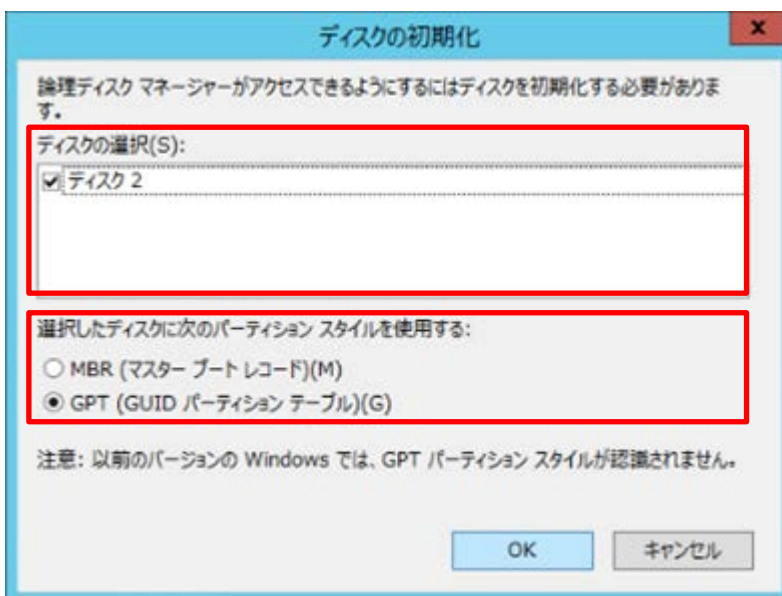 ディスクの初期化
x
論理ディスク マネージャーがアクセスできるようにするにはディスクを初期化する必要がありま
す。
ディスクの選択(S):
ディスク 2
選択したディスクに次のパーティション スタイルを使用する:
MBR (マスター ブート レコード)(M)
GPT (GUID パーティション テーブル)(G)
注意: 以前のバージョンの Windows では、GPT パーティション スタイルが認識されません。
OK キャンセル